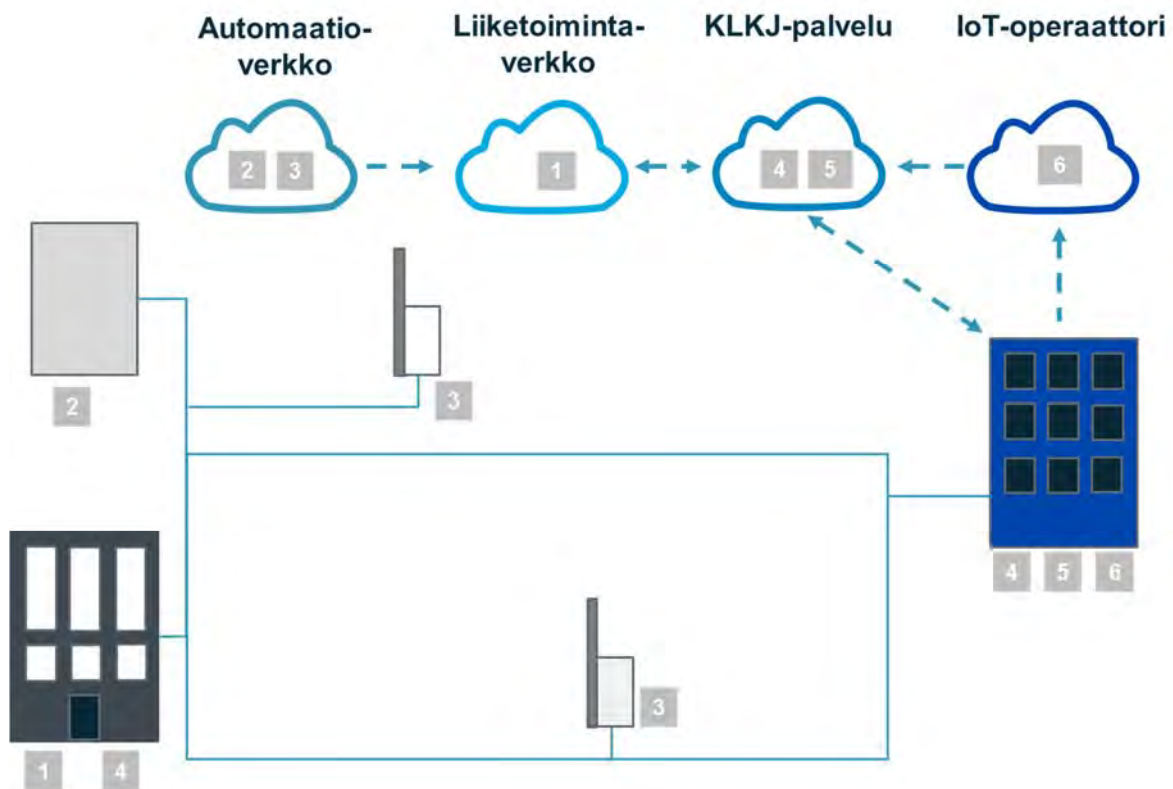 Automaatio-
verkko
Liiketoiminta-
verkko
KLKJ-palvelu
IoT-operaattori
2 3
1
4 5
6
2
3
4 5 6
3
1 4